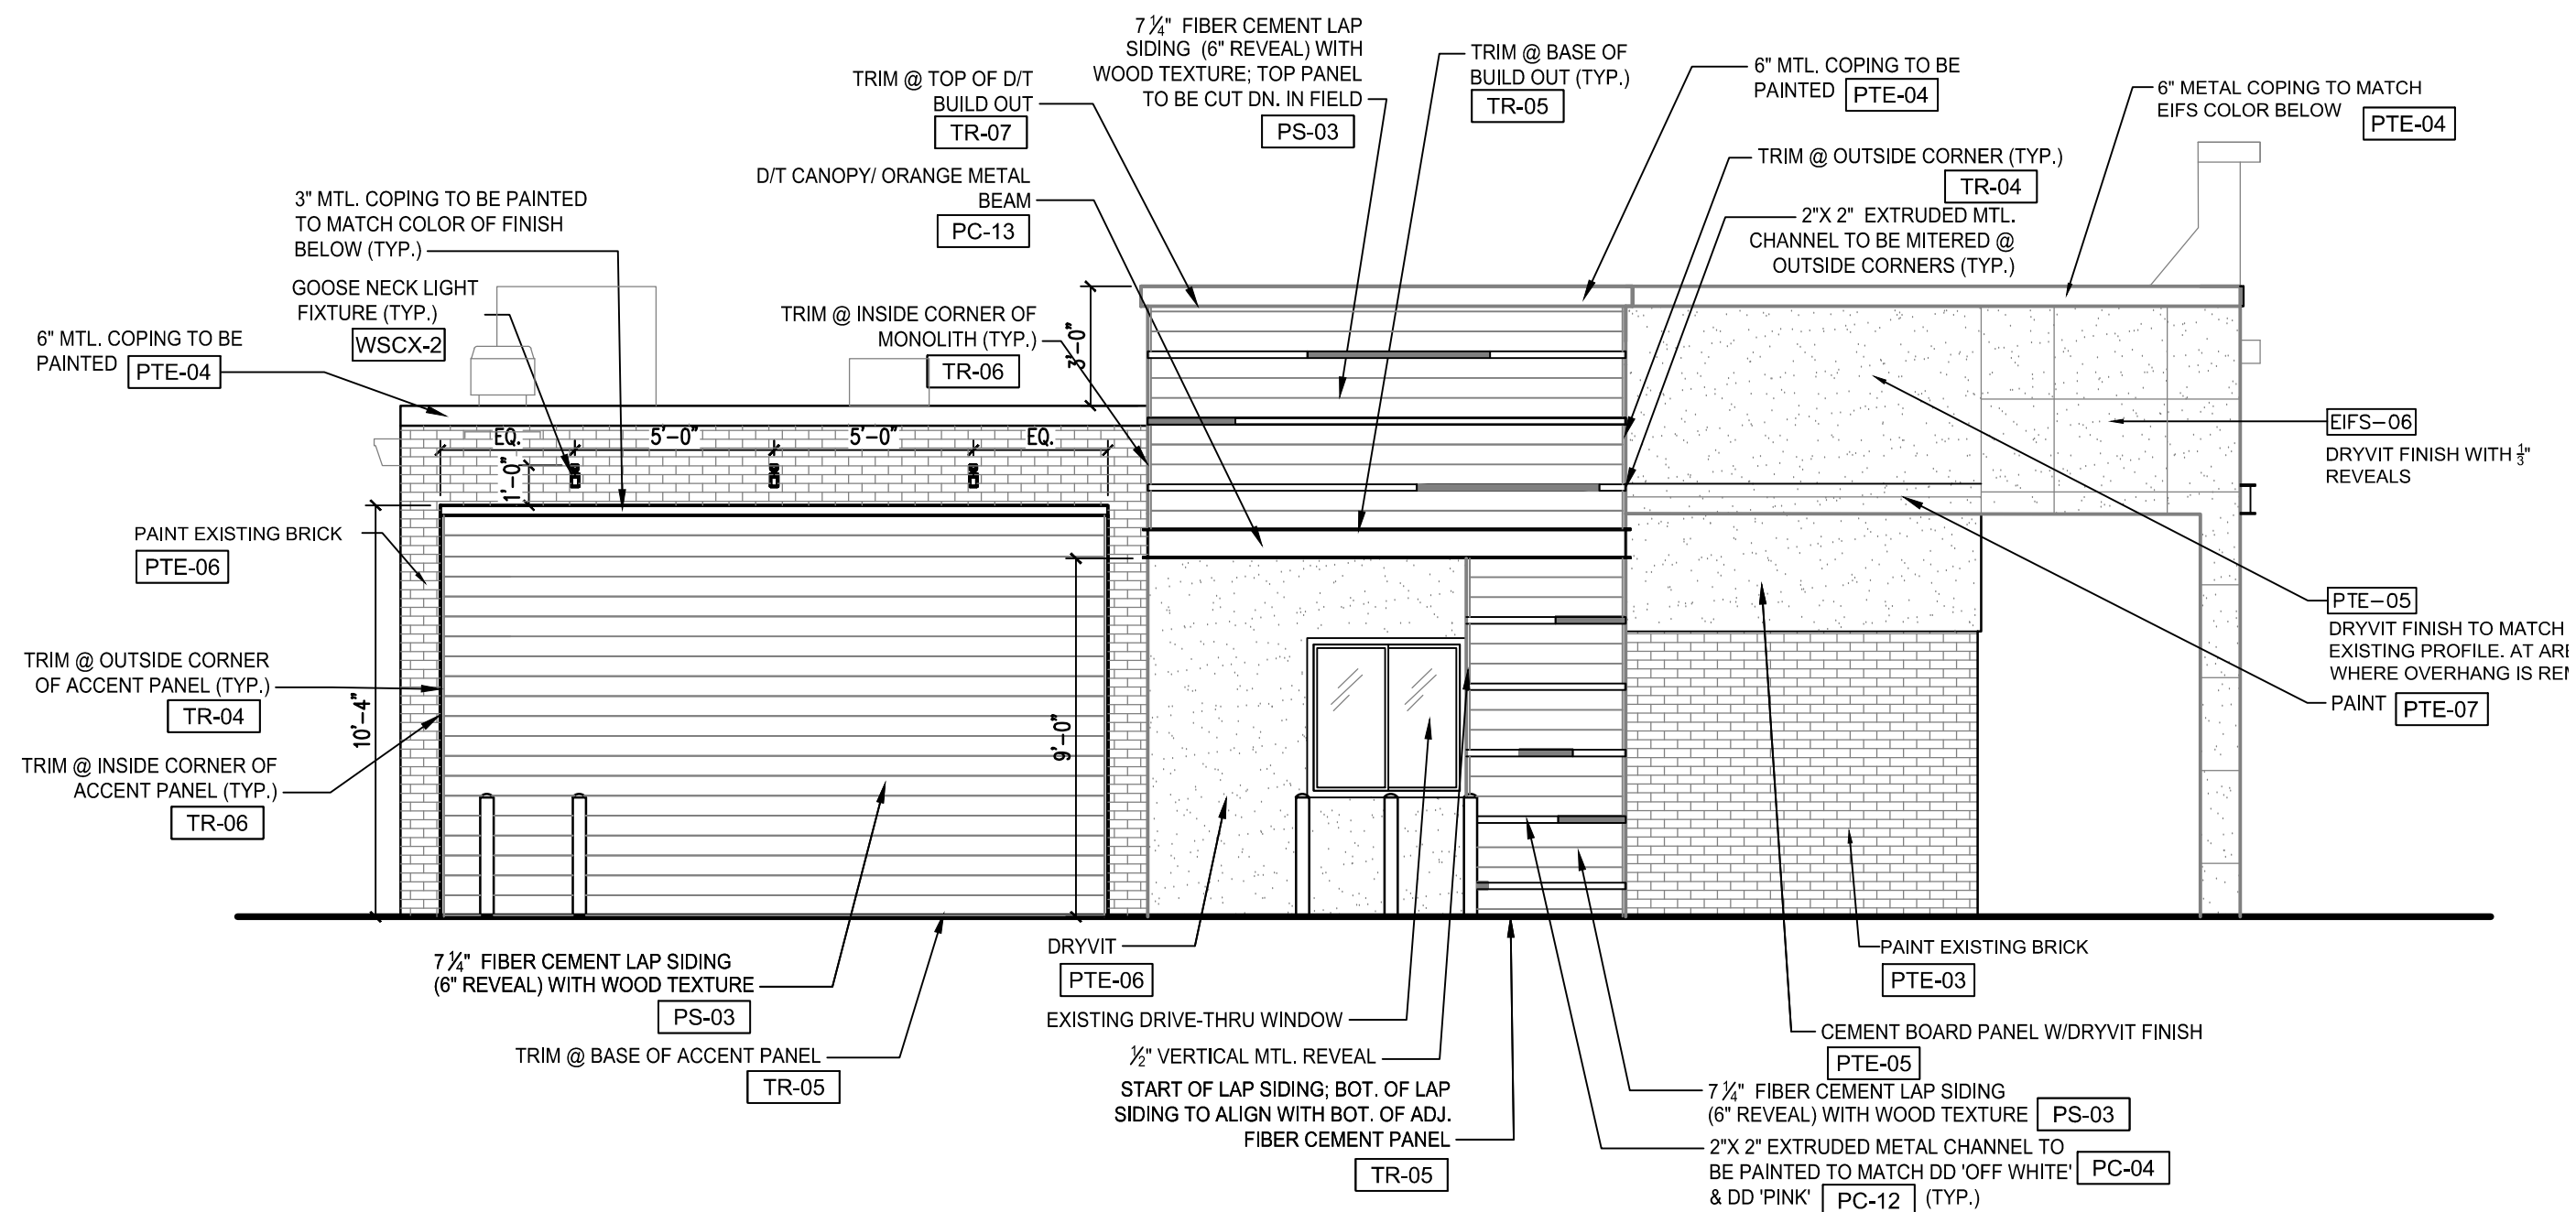 7 ¼" FIBER CEMENT LAP
SIDING (6" REVEAL) WITH
WOOD TEXTURE; TOP PANEL
TO BE CUT DN. IN FIELD
PS-03
TRIM @ TOP OF D/T
BUILD OUT
TR-07
TRIM @ BASE OF
BUILD OUT (TYP.)
TR-05
6" MTL. COPING TO BE
PAINTED PTE-04
6" METAL COPING TO MATCH
EIFS COLOR BELOW PTE-04
D/T CANOPY/ ORANGE METAL
BEAM
PC-13
TRIM @ OUTSIDE CORNER (TYP.)
TR-04
3" MTL. COPING TO BE PAINTED
TO MATCH COLOR OF FINISH
BELOW (TYP.)
2"X 2" EXTRUDED MTL.
CHANNEL TO BE MITERED @
OUTSIDE CORNERS (TYP.)
GOOSE NECK LIGHT
FIXTURE (TYP.)
WSCX-2
TRIM @ INSIDE CORNER OF
MONOLITH (TYP.)
TR-06
6" MTL. COPING TO BE
PAINTED PTE-04
3'-0"
EQ. 5'-0" 5'-0" EQ.
1'-0"
EIFS-06
DRYVIT FINISH WITH ⅓"
REVEALS
PAINT EXISTING BRICK
PTE-06
PTE-05
DRYVIT FINISH TO MATCH
EXISTING PROFILE. AT ARE
WHERE OVERHANG IS REM
PAINT PTE-07
TRIM @ OUTSIDE CORNER
OF ACCENT PANEL (TYP.)
TR-04
10'-4"
9'-0"
TRIM @ INSIDE CORNER OF
ACCENT PANEL (TYP.)
TR-06
7 ¼" FIBER CEMENT LAP SIDING
(6" REVEAL) WITH WOOD TEXTURE
PS-03
TRIM @ BASE OF ACCENT PANEL
TR-05
DRYVIT
PTE-06
EXISTING DRIVE-THRU WINDOW
½" VERTICAL MTL. REVEAL
START OF LAP SIDING; BOT. OF LAP
SIDING TO ALIGN WITH BOT. OF ADJ.
FIBER CEMENT PANEL
TR-05
PAINT EXISTING BRICK
PTE-03
CEMENT BOARD PANEL W/DRYVIT FINISH
PTE-05
7 ¼" FIBER CEMENT LAP SIDING
(6" REVEAL) WITH WOOD TEXTURE PS-03
2"X 2" EXTRUDED METAL CHANNEL TO
BE PAINTED TO MATCH DD 'OFF WHITE' PC-04
& DD 'PINK' PC-12 (TYP.)